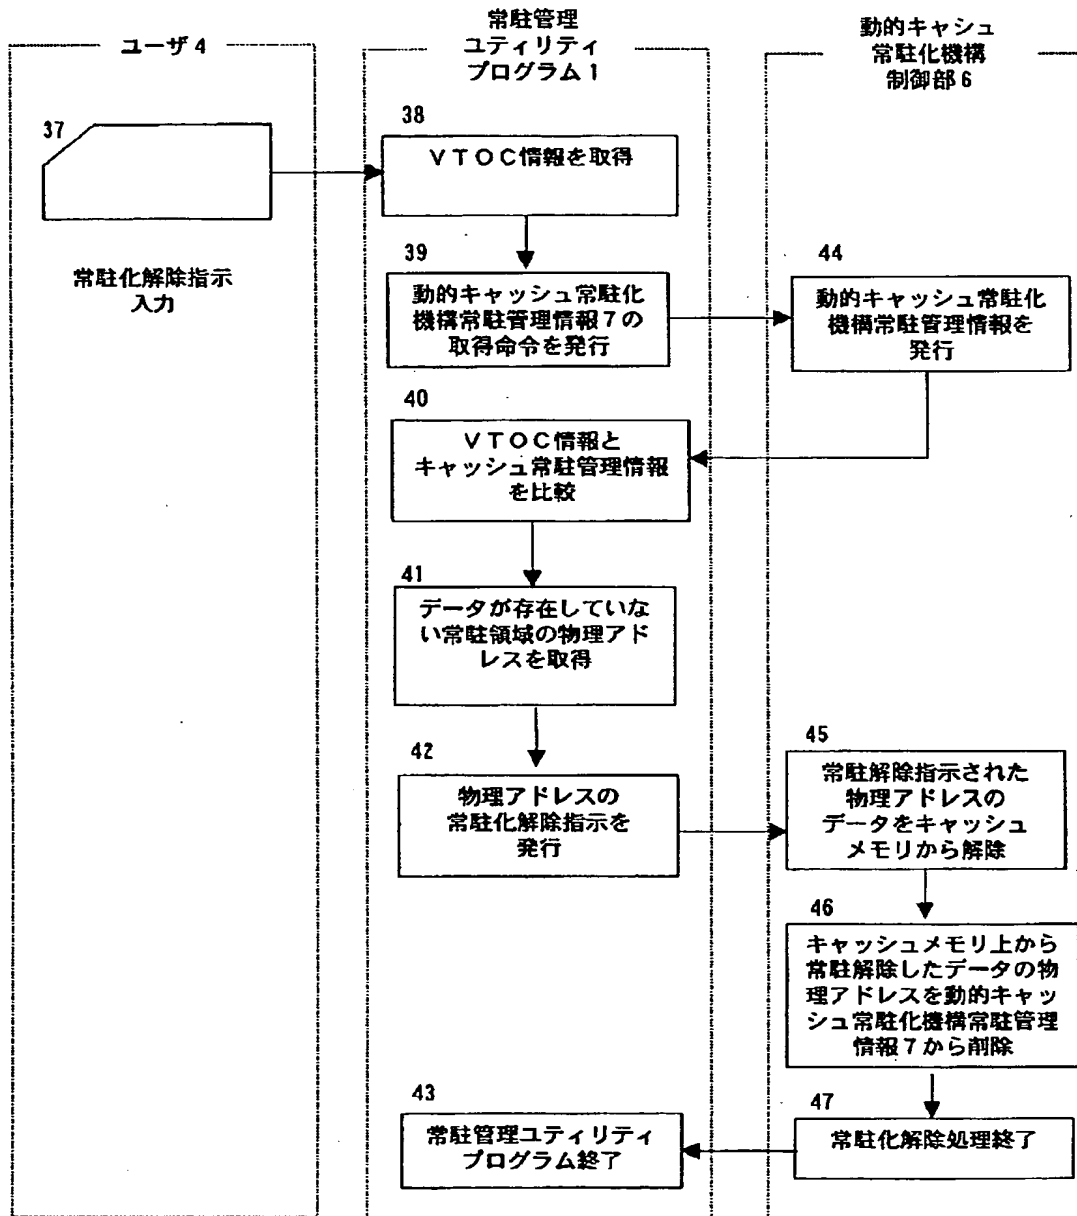 ユーザ4
常駐管理
ユティリティ
プログラム1
動的キャシュ
常駐化機構
制御部6
37
常駐化解除指示
入力
38
VTOC情報を取得
39
動的キャッシュ常駐化
機構常駐管理情報7の
取得命令を発行
44
動的キャッシュ常駐化
機構常駐管理情報を
発行
40
VTOC情報と
キャッシュ常駐管理情報
を比較
41
データが存在していな
い常駐領域の物理アド
レスを取得
42
物理アドレスの
常駐化解除指示を
発行
45
常駐解除指示された
物理アドレスの
データをキャッシュ
メモリから解除
46
キャッシュメモリ上から
常駐解除したデータの物
理アドレスを動的キャッ
シュ常駐化機構常駐管理
情報7から削除
43
常駐管理ユティリティ
プログラム終了
47
常駐化解除処理終了